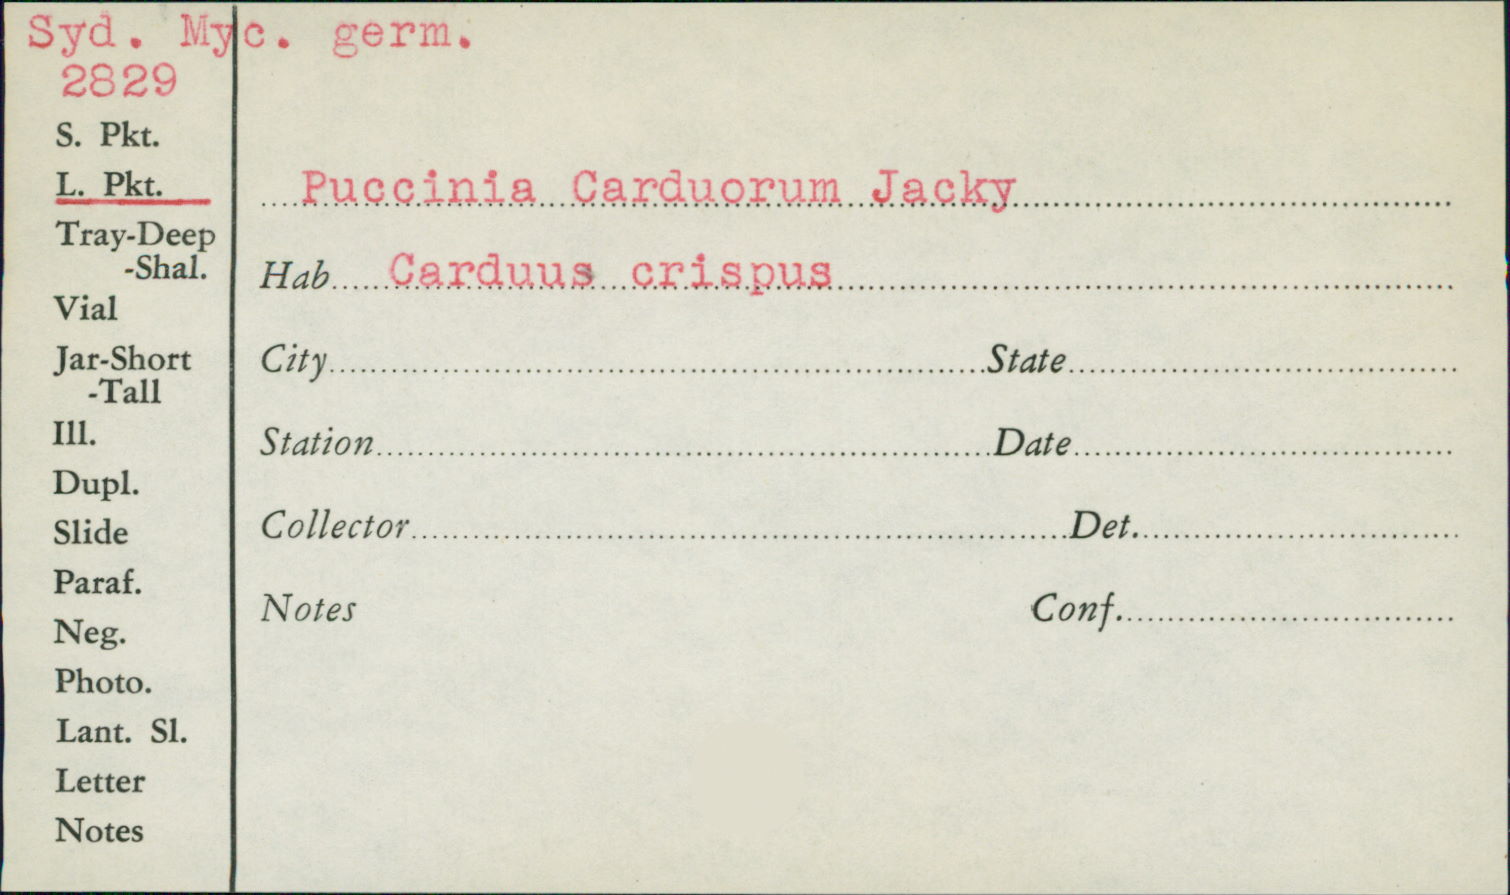 Syd. Myc. germ.
2829
S. Pkt.
L. Pkt.
Tray-Deep
-Shal.
Vial
Jar-Short
-Tall
Ill.
Dupl.
Slide
Paraf.
Neg.
Photo.
Lant. Sl.
Letter
Notes
Puccinia Carduorum Jacky
Hab Carduus crispus
City State
Station Date
Collector Det.
Notes Conf.